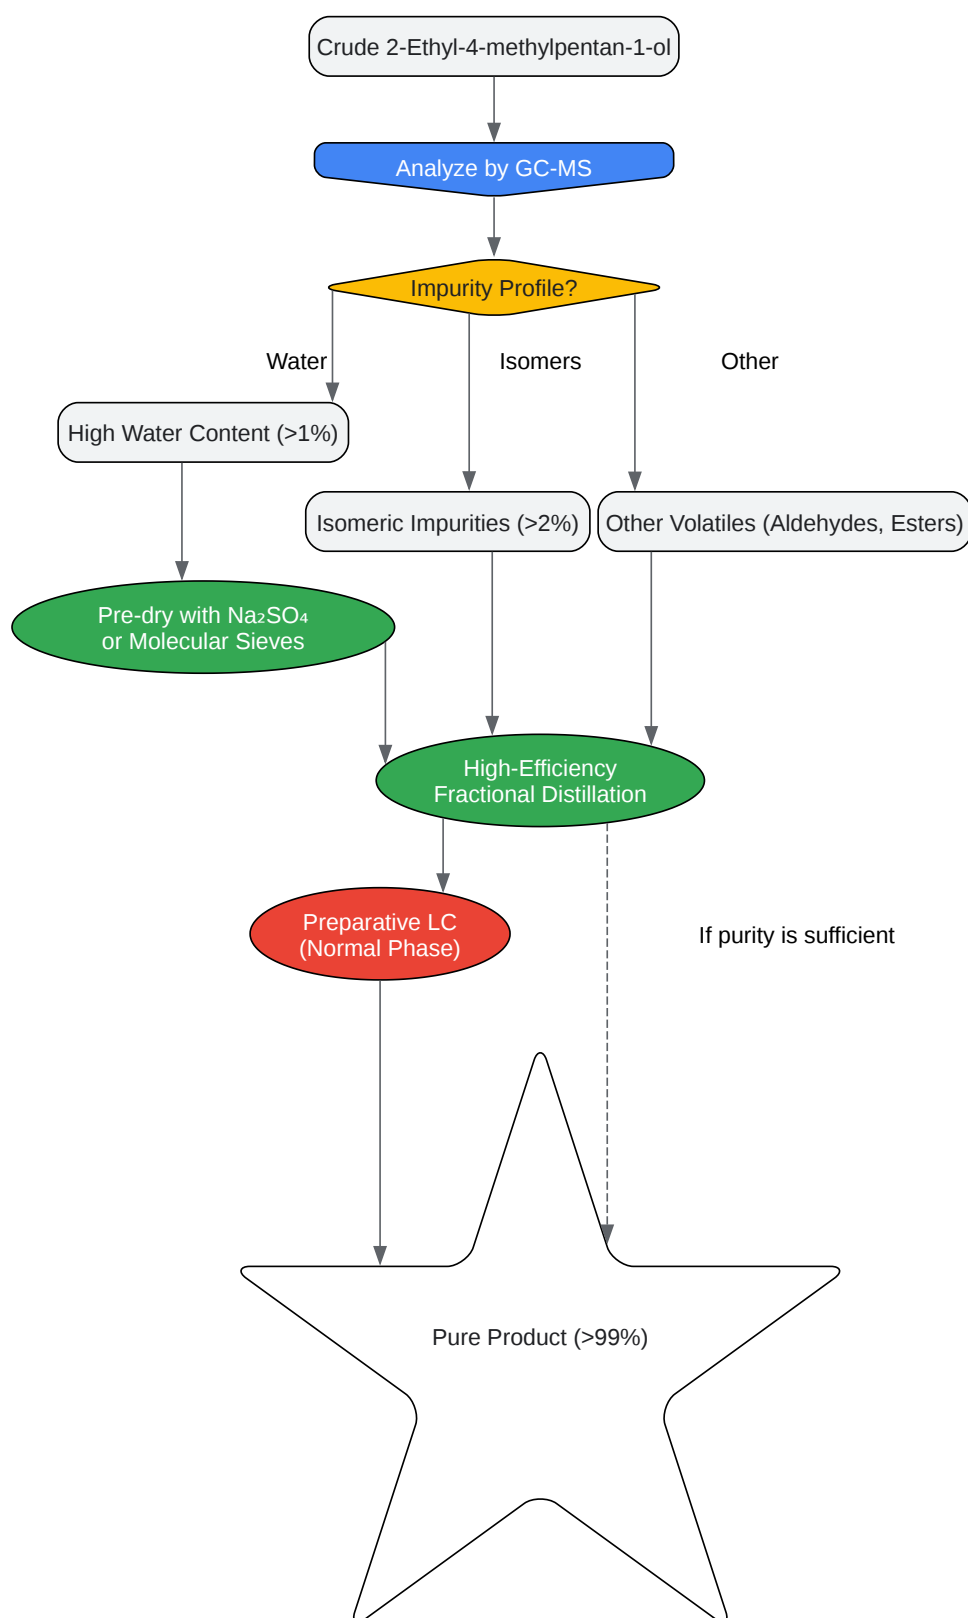 Crude 2-Ethyl-4-methylpentan-1-ol
Analyze by GC-MS
Impurity Profile?
Water
Isomers
Other
High Water Content (>1%)
Isomeric Impurities (>2%)
Other Volatiles (Aldehydes, Esters)
Pre-dry with Na₂SO₄
or Molecular Sieves
High-Efficiency
Fractional Distillation
Preparative LC
(Normal Phase)
If purity is sufficient
Pure Product (>99%)